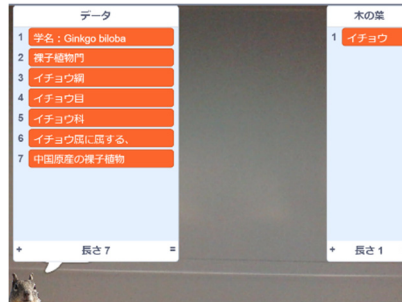 データ
1 学名：Ginkgo biloba
2 裸子植物門
3 イチョウ綱
4 イチョウ目
5 イチョウ科
6 イチョウ属に属する、
7 中国原産の裸子植物
+ 長さ 7 =
木の葉
1 イチョウ
+ 長さ 1